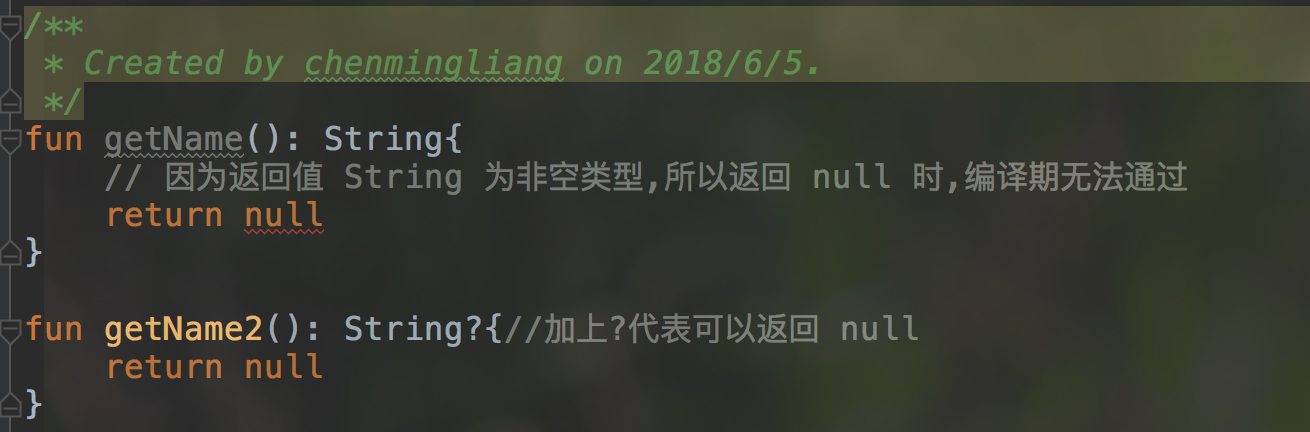 /**
 * Created by chenmingliang on 2018/6/5.
 */
fun getName(): String{
    // 因为返回值 String 为非空类型,所以返回 null 时,编译期无法通过
    return null
}

fun getName2(): String?{//加上?代表可以返回 null
    return null
}